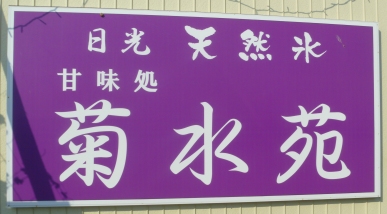 日光 天然氷
甘味処
菊水苑